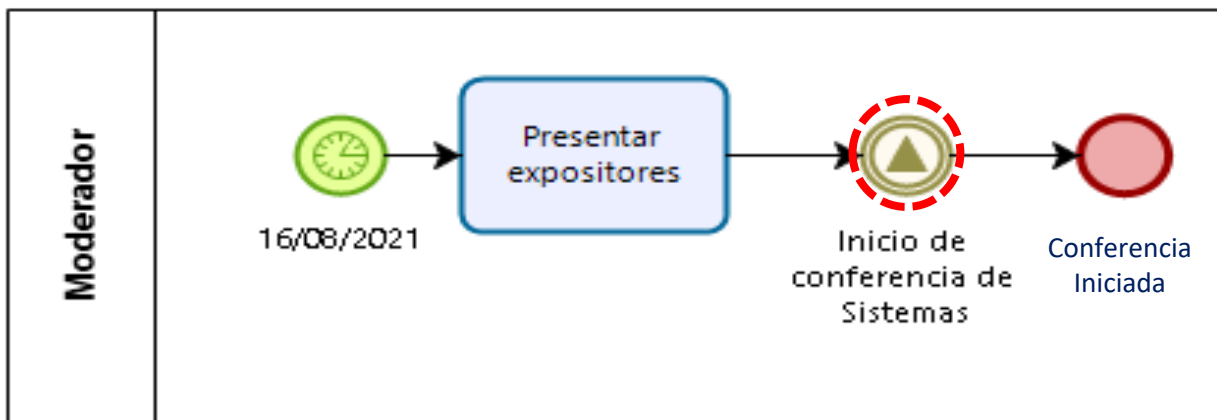 Moderador
16/08/2021
Presentar
expositores
Inicio de
conferencia de
Sistemas
Conferencia
Iniciada